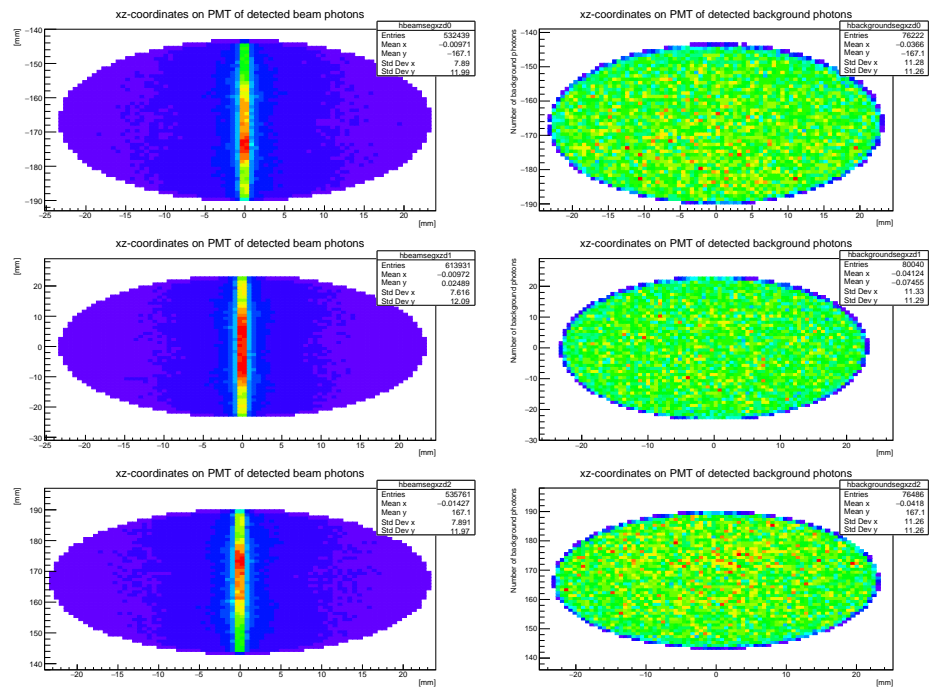 xz-coordinates on PMT of detected beam photons
hbeamsegxzd0
Entries 532439
Mean x −0.00971
Mean y −167.1
Std Dev x 7.89
Std Dev y 11.99
[mm]
−140
−150
−160
−170
−180
−190
−25 −20 −15 −10 −5 0 5 10 15 20
[mm]
xz-coordinates on PMT of detected background photons
hbackgroundsegxzd0
Entries 76222
Mean x −0.0366
Mean y −167.1
Std Dev x 11.28
Std Dev y 11.26
Number of background photons
−140
−150
−160
−170
−180
−190
−20 −15 −10 −5 0 5 10 15 20
[mm]
xz-coordinates on PMT of detected beam photons
hbeamsegxzd1
Entries 613931
Mean x −0.00972
Mean y 0.02489
Std Dev x 7.616
Std Dev y 12.09
[mm]
20
10
0
−10
−20
−30
−25 −20 −15 −10 −5 0 5 10 15 20
[mm]
xz-coordinates on PMT of detected background photons
hbackgroundsegxzd1
Entries 80040
Mean x −0.04124
Mean y −0.07455
Std Dev x 11.33
Std Dev y 11.29
Number of background photons
20
10
0
−10
−20
−30
−20 −10 0 10 20
[mm]
xz-coordinates on PMT of detected beam photons
hbeamsegxzd2
Entries 535761
Mean x −0.01427
Mean y 167.1
Std Dev x 7.891
Std Dev y 11.97
[mm]
190
180
170
160
150
140
−20 −15 −10 −5 0 5 10 15 20
[mm]
xz-coordinates on PMT of detected background photons
hbackgroundsegxzd2
Entries 76486
Mean x −0.0418
Mean y 167.1
Std Dev x 11.26
Std Dev y 11.26
Number of background photons
190
180
170
160
150
140
−20 −15 −10 −5 0 5 10 15 20
[mm]